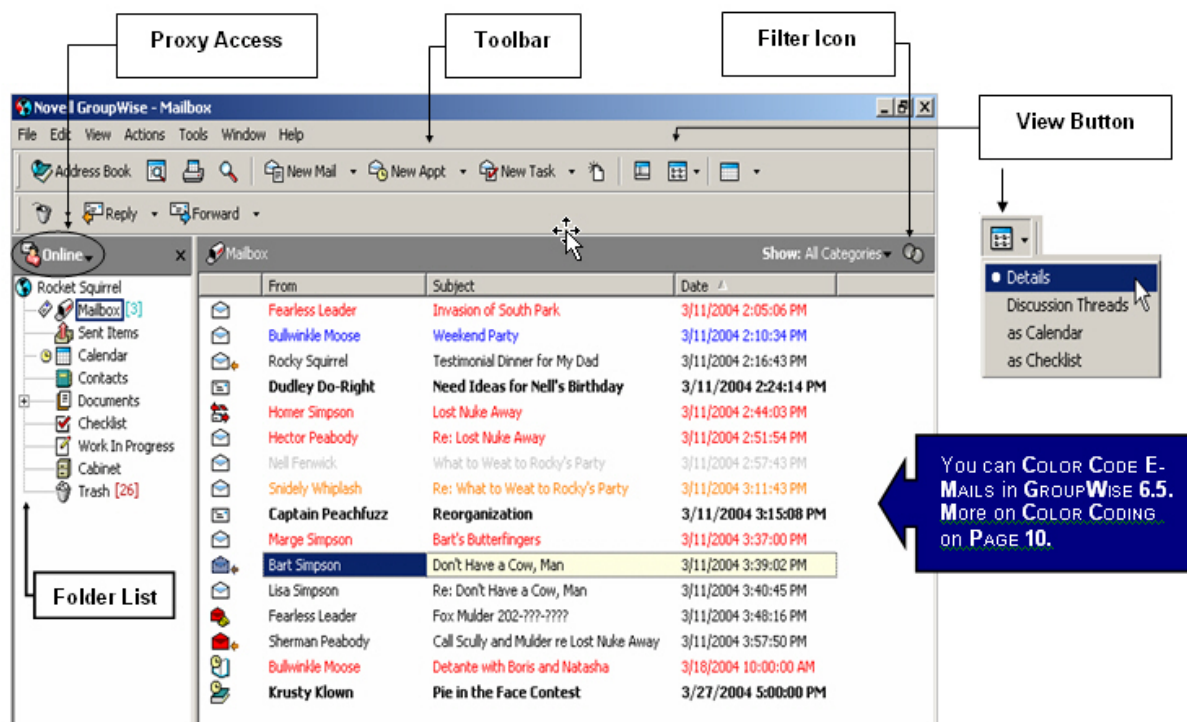 Proxy Access
Toolbar
Filter Icon
View Button
Novell GroupWise - Mailbox
File Edit View Actions Tools Window Help
Address Book New Mail New Appt New Task
Reply Forward
Online x Mailbox Show: All Categories
Rocket Squirrel
Mailbox [3]
Sent Items
Calendar
Contacts
Documents
Checklist
Work In Progress
Cabinet
Trash [26]
Folder List
From Subject Date
Fearless Leader Invasion of South Park 3/11/2004 2:05:06 PM
Bullwinkle Moose Weekend Party 3/11/2004 2:10:34 PM
Rocky Squirrel Testimonial Dinner for My Dad 3/11/2004 2:16:43 PM
Dudley Do-Right Need Ideas for Nell's Birthday 3/11/2004 2:24:14 PM
Homer Simpson Lost Nuke Away 3/11/2004 2:44:03 PM
Hector Peabody Re: Lost Nuke Away 3/11/2004 2:51:54 PM
Nell Fenwick What to Weat to Rocky's Party 3/11/2004 2:57:43 PM
Snidely Whiplash Re: What to Weat to Rocky's Party 3/11/2004 3:11:43 PM
Captain Peachfuzz Reorganization 3/11/2004 3:15:08 PM
Marge Simpson Bart's Butterfingers 3/11/2004 3:37:00 PM
Bart Simpson Don't Have a Cow, Man 3/11/2004 3:39:02 PM
Lisa Simpson Re: Don't Have a Cow, Man 3/11/2004 3:40:45 PM
Fearless Leader Fox Mulder 202-???-???? 3/11/2004 3:48:16 PM
Sherman Peabody Call Scully and Mulder re Lost Nuke Away 3/11/2004 3:57:50 PM
Bullwinkle Moose Detante with Boris and Natasha 3/18/2004 10:00:00 AM
Krusty Klown Pie in the Face Contest 3/27/2004 5:00:00 PM
Details
Discussion Threads
as Calendar
as Checklist
You can COLOR CODE E-
MAILS in GROUPWISE 6.5.
MORE on COLOR CODING
on PAGE 10.